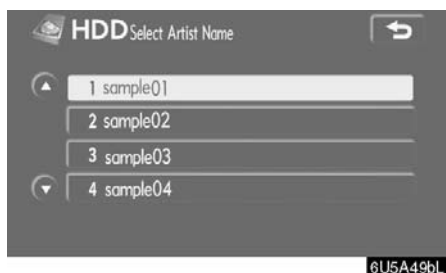 HDD Select Artist Name
1 sample01
2 sample02
3 sample03
4 sample04
6U5A49bL